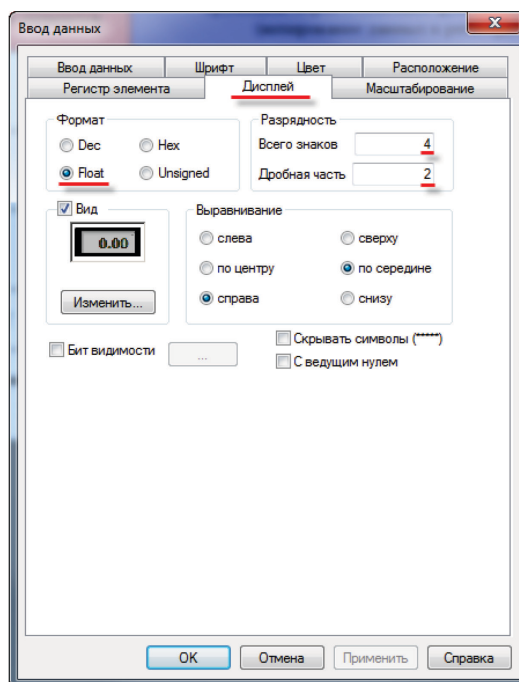 Ввод данных
Ввод данных Шрифт Цвет Расположение
Регистр элемента Дисплей Масштабирование
Формат Разрядность
Dec Hex Всего знаков 4
Float Unsigned Дробная часть 2
Вид Выравнивание
0.00 слева сверху
по центру по середине
Изменить... справа снизу
Бит видимости ... Скрывать символы (*****)
С ведущим нулем
OK Отмена Применить Справка